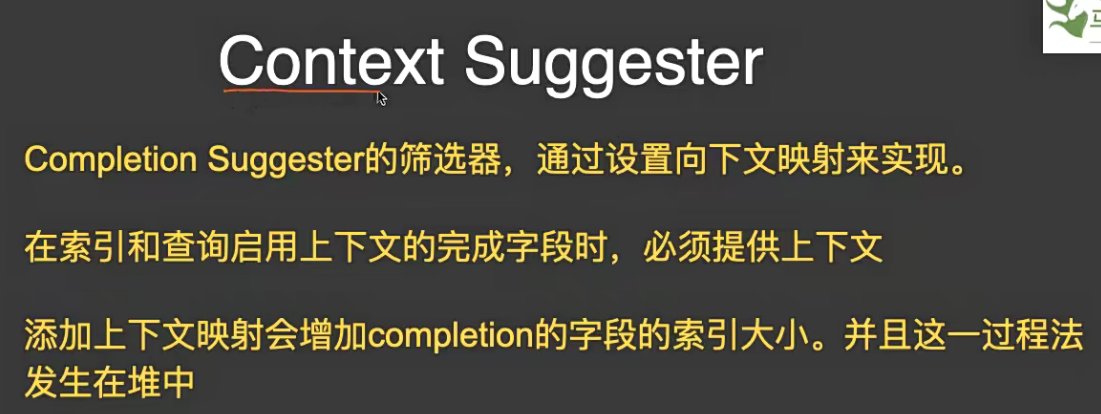 Context Suggester
Completion Suggester的筛选器，通过设置向下文映射来实现。
在索引和查询启用上下文的完成字段时，必须提供上下文
添加上下文映射会增加completion的字段的索引大小。并且这一过程法
发生在堆中